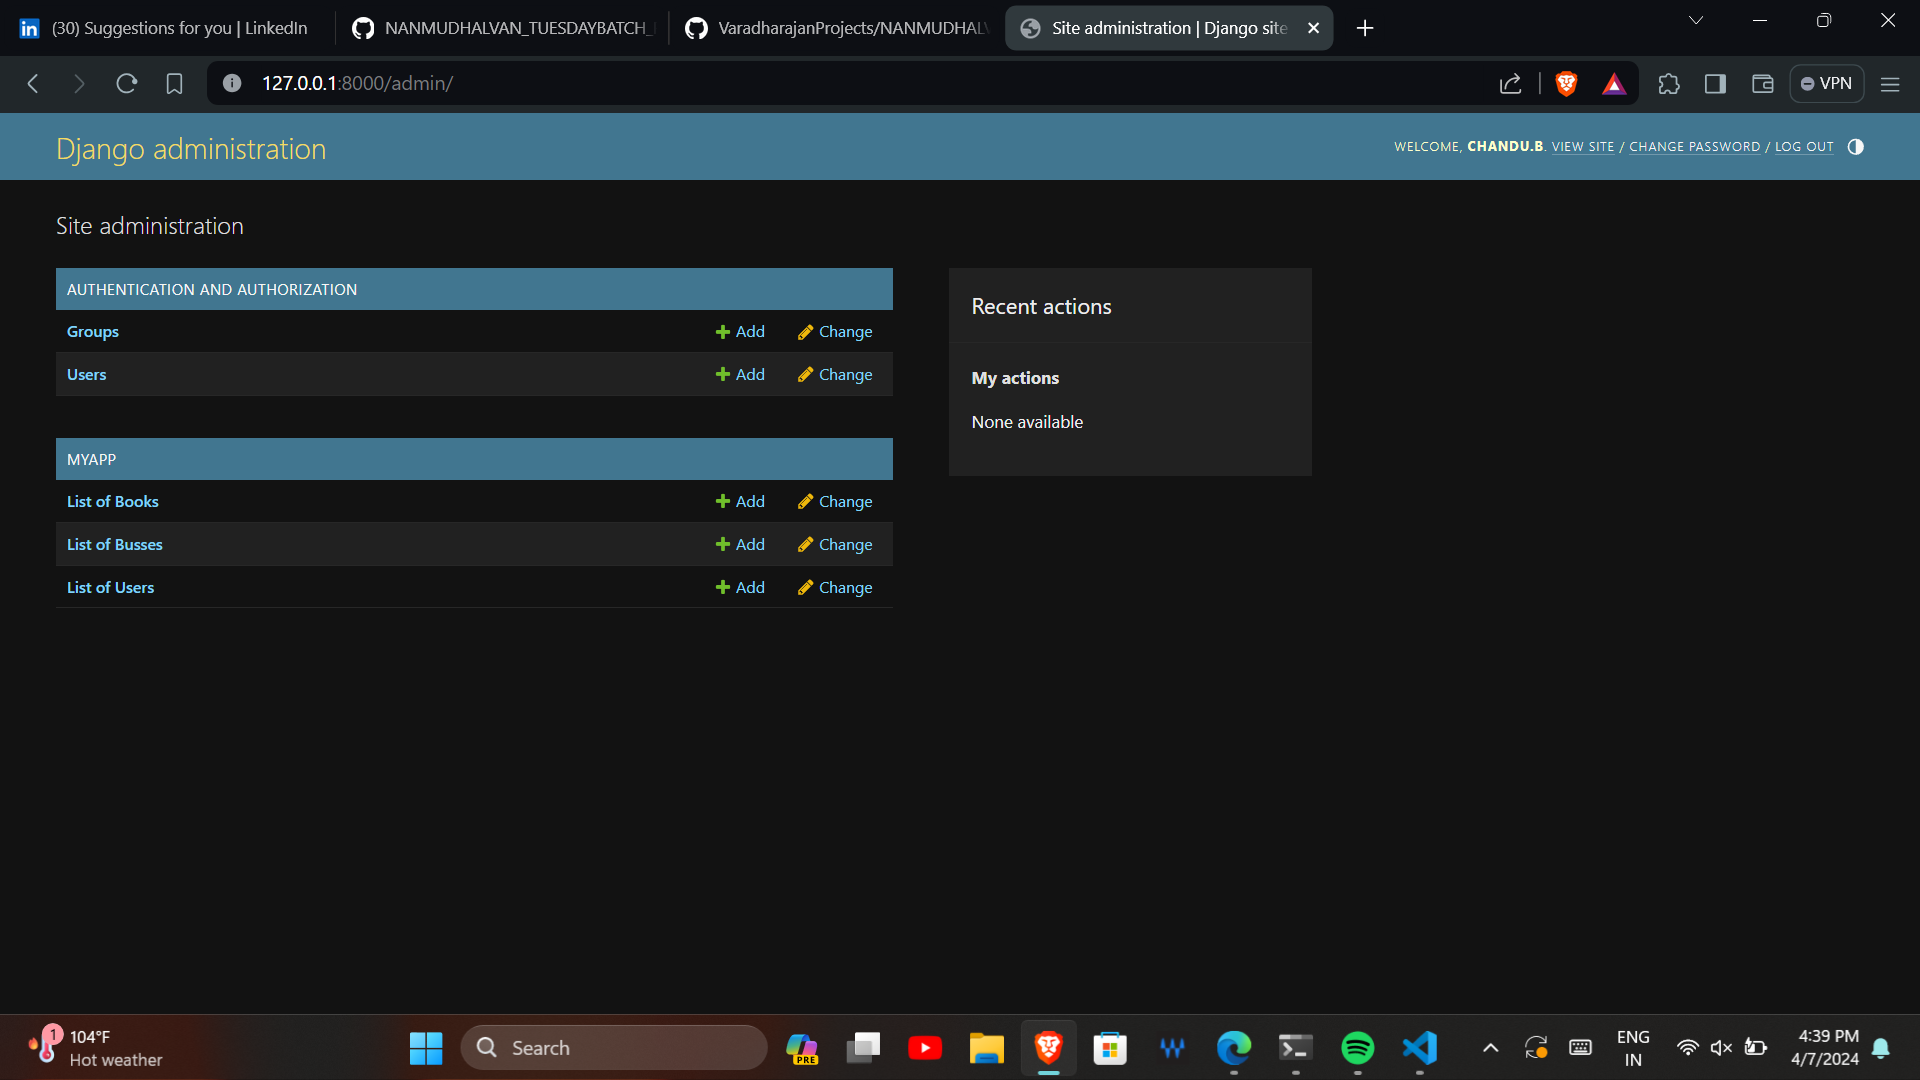 (30) Suggestions for you | LinkedIn
NANMUDHALVAN_TUESDAYBATCH_
VaradharajanProjects/NANMUDHALV
Site administration | Django site
127.0.0.1:8000/admin/
VPN
Django administration
WELCOME, CHANDU.B. VIEW SITE / CHANGE PASSWORD / LOG OUT
Site administration
AUTHENTICATION AND AUTHORIZATION
Groups Add Change
Users Add Change
MYAPP
List of Books Add Change
List of Busses Add Change
List of Users Add Change
Recent actions
My actions
None available
1
104°F
Hot weather
Search
PRE
ENG
IN
4:39 PM
4/7/2024